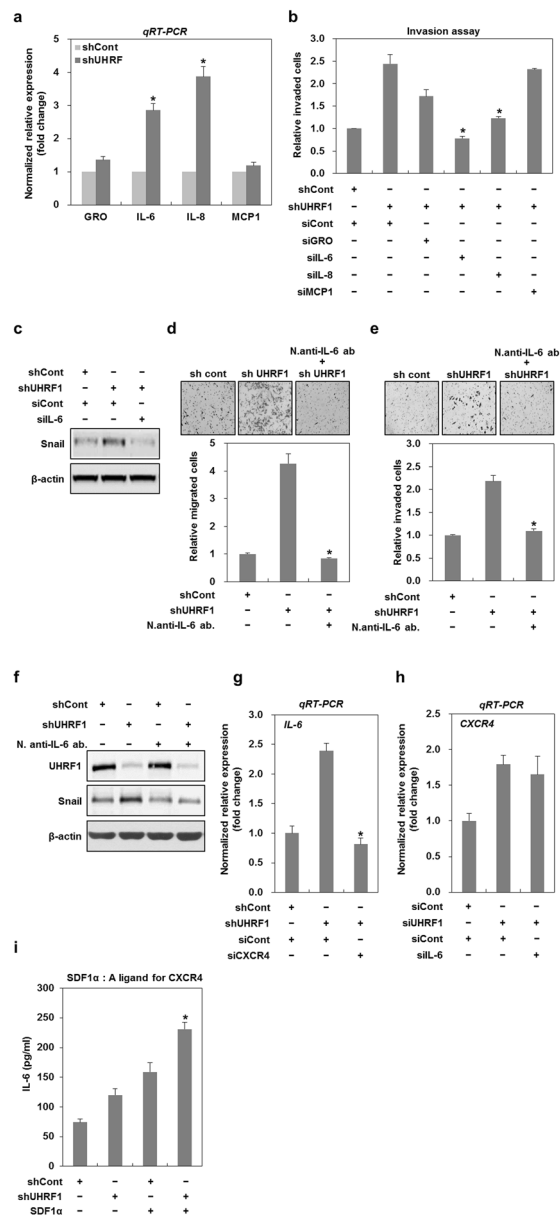 a
qRT-PCR
shCont
shUHRF
Normalized relative expression
(fold change)
5
4
3
2
1
0
*
*
GRO IL-6 IL-8 MCP1
b
Invasion assay
Relative invaded cells
3.0
2.5
2.0
1.5
1.0
0.5
0.0
*
*
shCont + – – – – –
shUHRF1 – + + + + +
siCont + + – – – –
siGRO – – + – – –
siIL-6 – – – + – –
siIL-8 – – – – + –
siMCP1 – – – – – +
c
shCont + – –
shUHRF1 – + +
siCont + + –
siIL-6 – – +
Snail
β-actin
d
N.anti-IL-6 ab
+
sh cont sh UHRF1 sh UHRF1
Relative migrated cells
5.0
4.0
3.0
2.0
1.0
0.0
*
shCont + – –
shUHRF1 – + +
N.anti-IL-6 ab. – – +
e
N.anti-IL-6 ab
+
sh cont shUHRF1 shUHRF1
Relative invaded cells
3.0
2.5
2.0
1.5
1.0
0.5
0.0
*
shCont + – –
shUHRF1 – + +
N.anti-IL-6 ab. – – +
f
shCont + – + –
shUHRF1 – + – +
N. anti-IL-6 ab. – – + +
UHRF1
Snail
β-actin
g
qRT-PCR
IL-6
Normalized relative expression
(fold change)
3.0
2.5
2.0
1.5
1.0
0.5
0.0
*
shCont + – –
shUHRF1 – + +
siCont + + –
siCXCR4 – – +
h
qRT-PCR
CXCR4
Normalized relative expression
(fold change)
2.5
2.0
1.5
1.0
0.5
0.0
siCont + – –
siUHRF1 – + +
siCont + + –
siIL-6 – – +
i
SDF1α : A ligand for CXCR4
IL-6 (pg/ml)
300
250
200
150
100
50
0
*
shCont + – + –
shUHRF1 – + – +
SDF1α – – + +